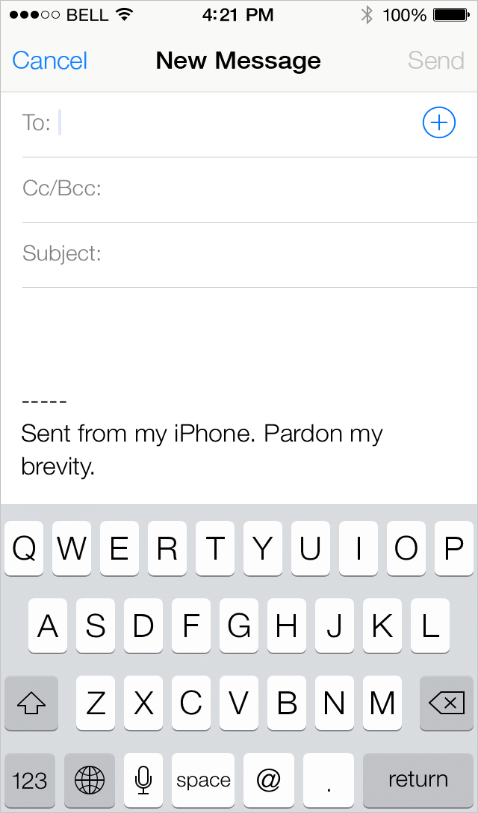 BELL 4:21 PM 100%
Cancel New Message Send
To:
Cc/Bcc:
Subject:
-----
Sent from my iPhone. Pardon my
brevity.
Q W E R T Y U I O P
A S D F G H J K L
Z X C V B N M
123 space @ . return